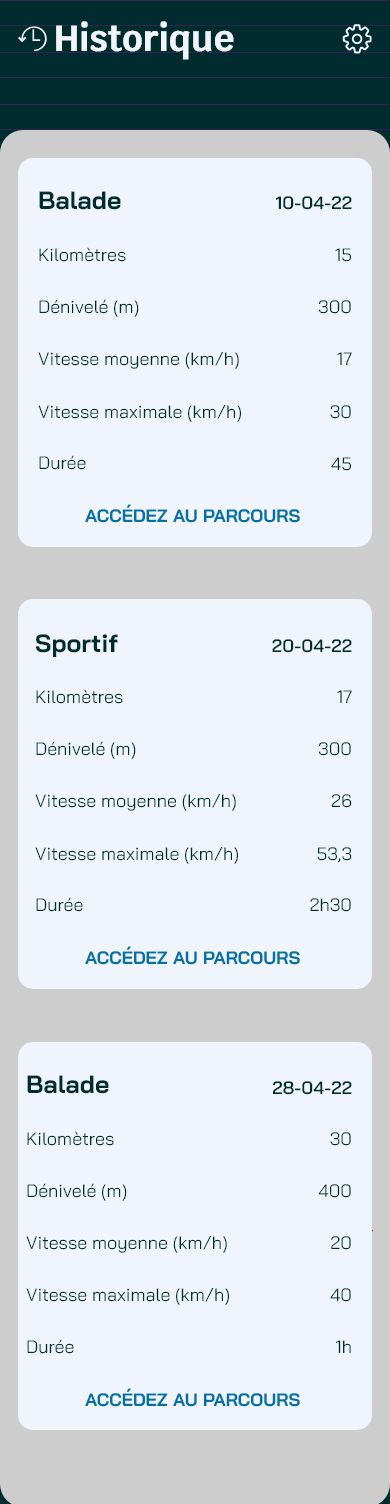 Historique
Balade 10-04-22
Kilomètres 15
Dénivelé (m) 300
Vitesse moyenne (km/h) 17
Vitesse maximale (km/h) 30
Durée 45
ACCÉDEZ AU PARCOURS
Sportif 20-04-22
Kilomètres 17
Dénivelé (m) 300
Vitesse moyenne (km/h) 26
Vitesse maximale (km/h) 53,3
Durée 2h30
ACCÉDEZ AU PARCOURS
Balade 28-04-22
Kilomètres 30
Dénivelé (m) 400
Vitesse moyenne (km/h) 20
Vitesse maximale (km/h) 40
Durée 1h
ACCÉDEZ AU PARCOURS